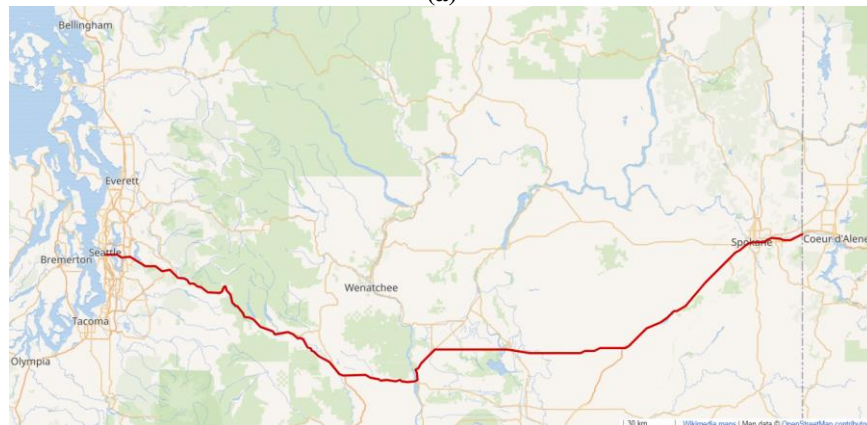 (a)
Bellingham
Everett
Seattle
Bremerton
Spokane
Coeur d'Alene
Wenatchee
Tacoma
Olympia
30 km
Wikimedia maps | Map data © OpenStreetMap contributors